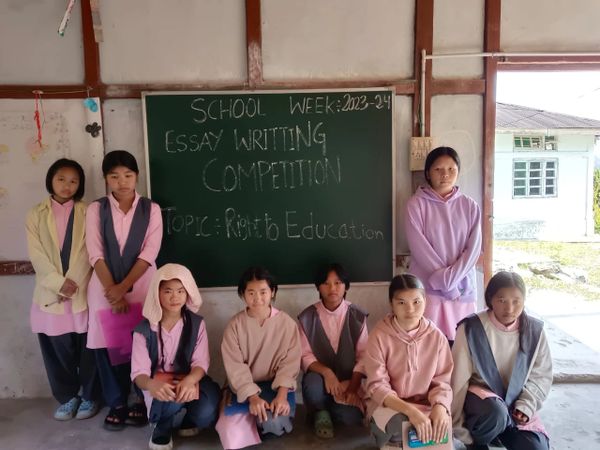 SCHOOL WEEK:- 2023-24
ESSAY WRITTING
COMPETITION
TOPIC:- Right to Education